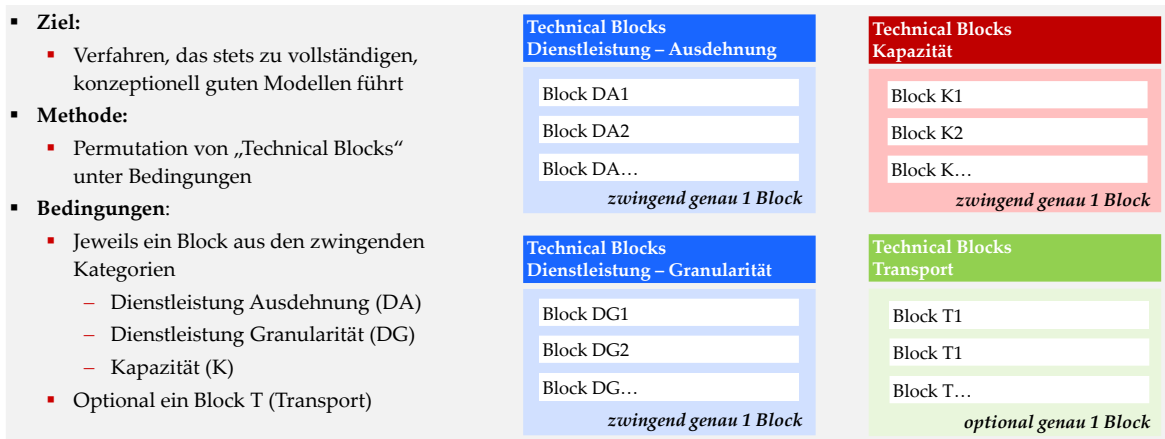 Ziel:
Verfahren, das stets zu vollständigen,
konzeptionell guten Modellen führt
Methode:
Permutation von „Technical Blocks“
unter Bedingungen
Bedingungen:
Jeweils ein Block aus den zwingenden
Kategorien
– Dienstleistung Ausdehnung (DA)
– Dienstleistung Granularität (DG)
– Kapazität (K)
Optional ein Block T (Transport)
Technical Blocks
Dienstleistung – Ausdehnung
Block DA1
Block DA2
Block DA…
zwingend genau 1 Block
Technical Blocks
Kapazität
Block K1
Block K2
Block K…
zwingend genau 1 Block
Technical Blocks
Dienstleistung – Granularität
Block DG1
Block DG2
Block DG…
zwingend genau 1 Block
Technical Blocks
Transport
Block T1
Block T1
Block T…
optional genau 1 Block